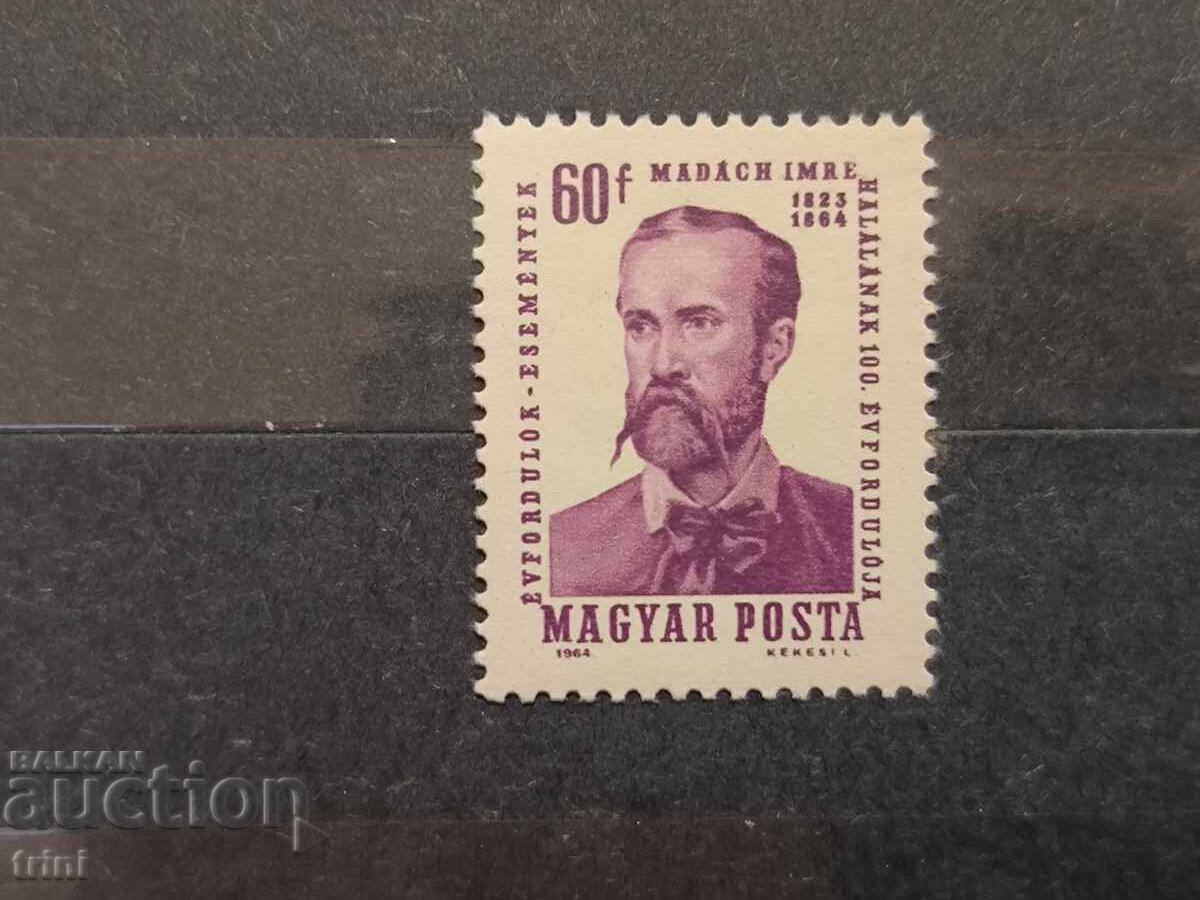 60f
MADÁCH IMRE
1823
1864
ÉVFORDULÓK - ESEMÉNYEK
HALÁLÁNAK 100. ÉVFORDULÓJA
MAGYAR POSTA
1964
KÉKESI L.
BALKAN
auction
trini